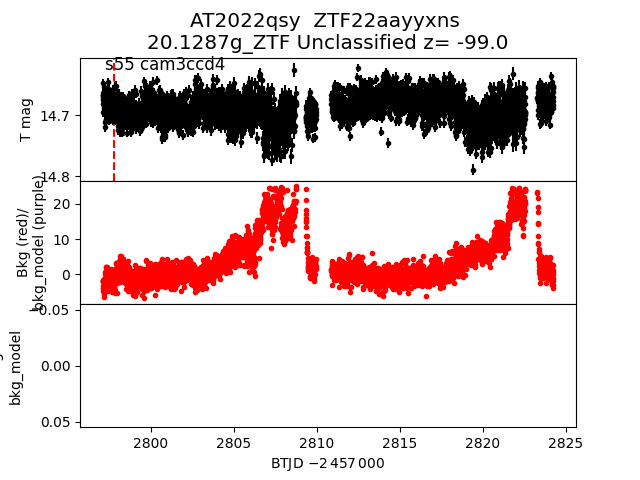 AT2022qsy  ZTF22aayyxns
20.1287g_ZTF Unclassified z= -99.0
s55 cam3ccd4
T mag
14.7
14.8
Bkg (red)/
bkg_model (purple)
20
10
0
bkg_model
0.05
0.00
0.05
2800
2805
2810
2815
2820
2825
BTJD −2 457 000